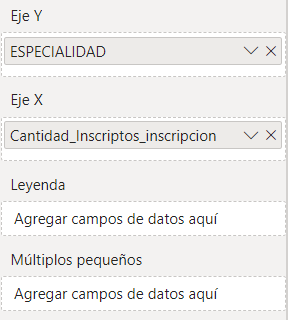 Eje Y
ESPECIALIDAD
Eje X
Cantidad_Inscriptos_inscripcion
Leyenda
Agregar campos de datos aquí
Múltiplos pequeños
Agregar campos de datos aquí